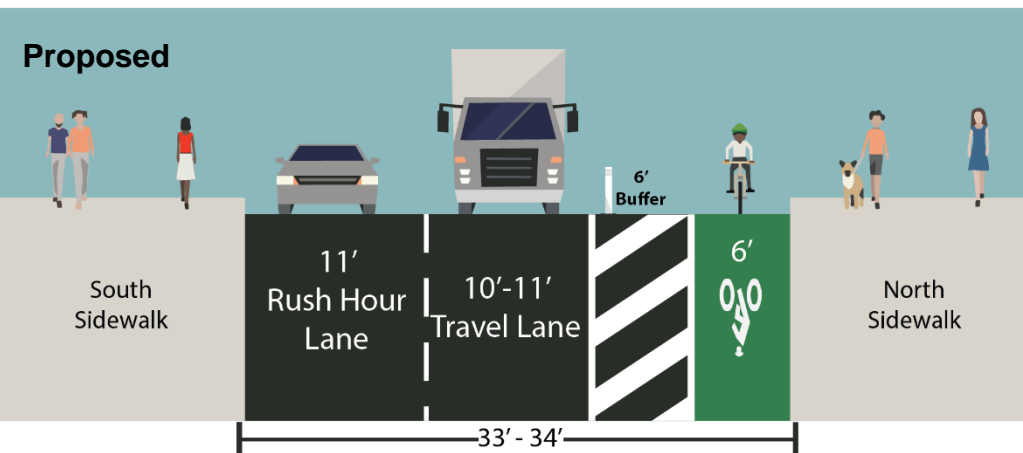 Proposed
6’
Buffer
11’
Rush Hour
Lane
10’-11’
Travel Lane
6’
South
Sidewalk
North
Sidewalk
33’ - 34’